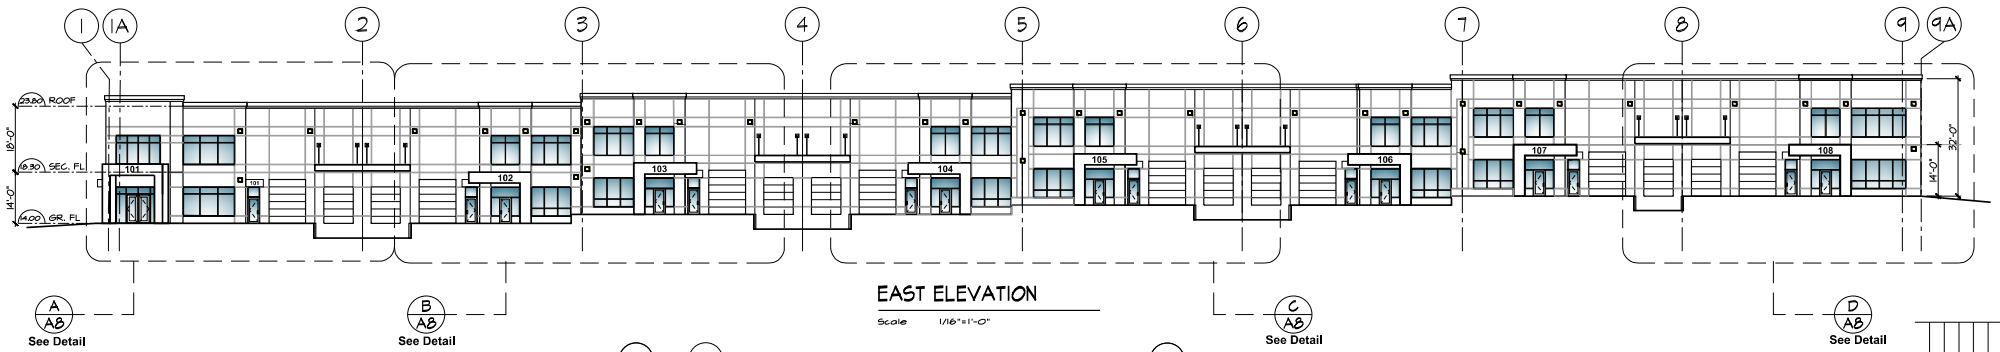 1 1A 2 3 4 5 6 7 8 9 9A
23.80 ROOF
18'-0"
18.30 SEC. FL
14'-0"
14.00 GR. FL
101
101
102
103
104
105
106
107
108
14'-0"
32'-0"
EAST ELEVATION
Scale 1/16"=1'-0"
A
A8
See Detail
B
A8
See Detail
C
A8
See Detail
D
A8
See Detail